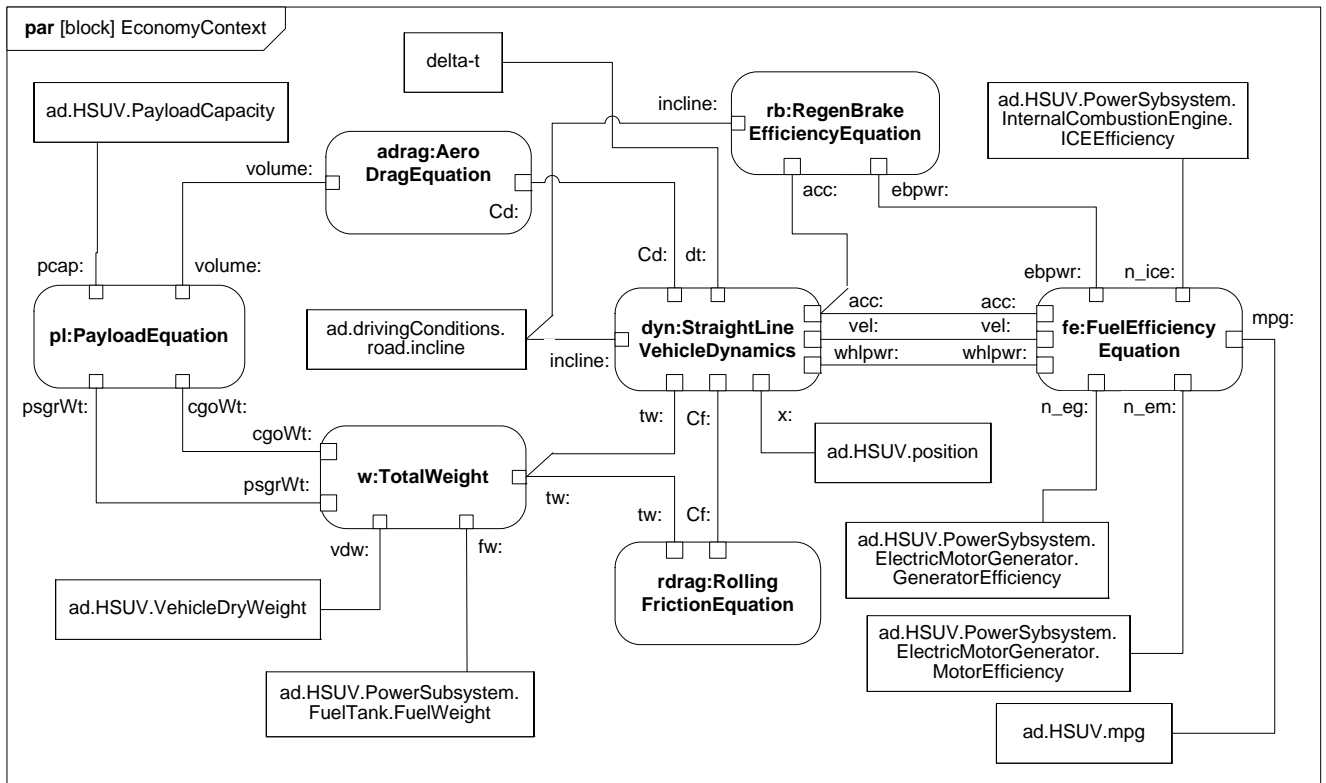 par [block] EconomyContext
delta-t
ad.HSUV.PayloadCapacity
adrag:Aero
DragEquation
volume:
Cd:
incline:
rb:RegenBrake
EfficiencyEquation
acc:
ebpwr:
ad.HSUV.PowerSybsystem.
InternalCombustionEngine.
ICEEfficiency
pcap:
volume:
pl:PayloadEquation
psgrWt:
cgoWt:
ad.drivingConditions.
road.incline
incline:
Cd:
dt:
dyn:StraightLine
VehicleDynamics
acc:
vel:
whlpwr:
tw:
Cf:
x:
ebpwr:
n_ice:
acc:
vel:
whlpwr:
fe:FuelEfficiency
Equation
mpg:
n_eg:
n_em:
cgoWt:
psgrWt:
w:TotalWeight
tw:
vdw:
fw:
ad.HSUV.position
tw:
Cf:
rdrag:Rolling
FrictionEquation
ad.HSUV.VehicleDryWeight
ad.HSUV.PowerSubsystem.
FuelTank.FuelWeight
ad.HSUV.PowerSybsystem.
ElectricMotorGenerator.
GeneratorEfficiency
ad.HSUV.PowerSybsystem.
ElectricMotorGenerator.
MotorEfficiency
ad.HSUV.mpg